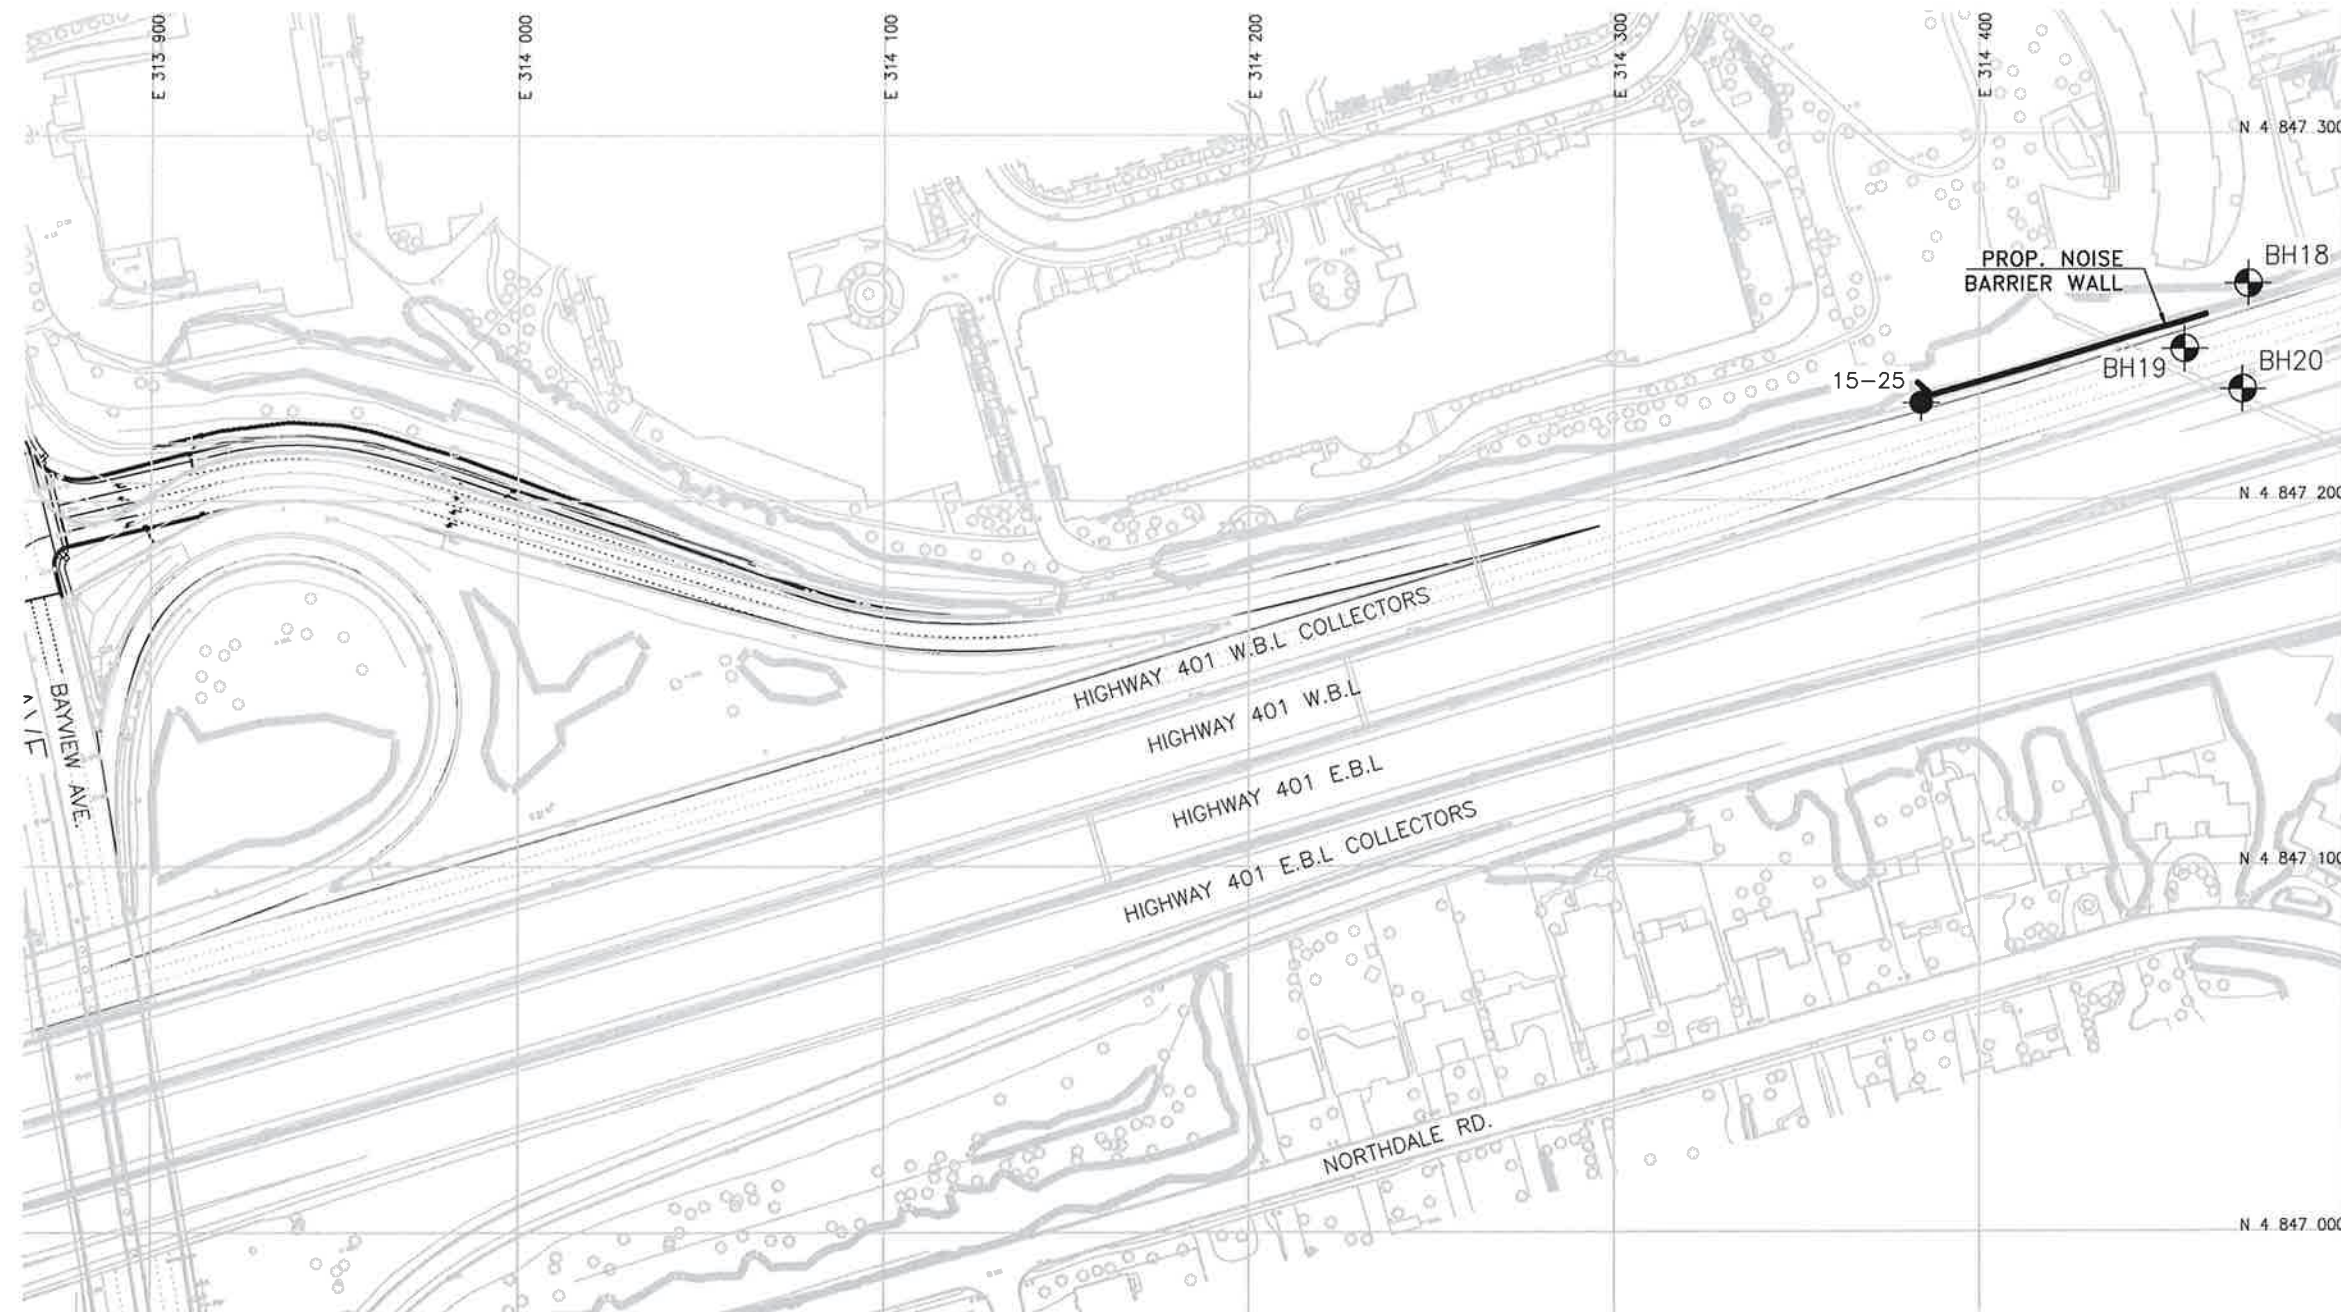 E 313 900
E 314 000
E 314 100
E 314 200
E 314 300
E 314 400
N 4 847 300
PROP. NOISE
BARRIER WALL
BH18
BH19
BH20
15-25
N 4 847 200
HIGHWAY 401 W.B.L COLLECTORS
HIGHWAY 401 W.B.L
HIGHWAY 401 E.B.L
HIGHWAY 401 E.B.L COLLECTORS
BAYVIEW AVE.
N 4 847 100
NORTHDALE RD.
N 4 847 000